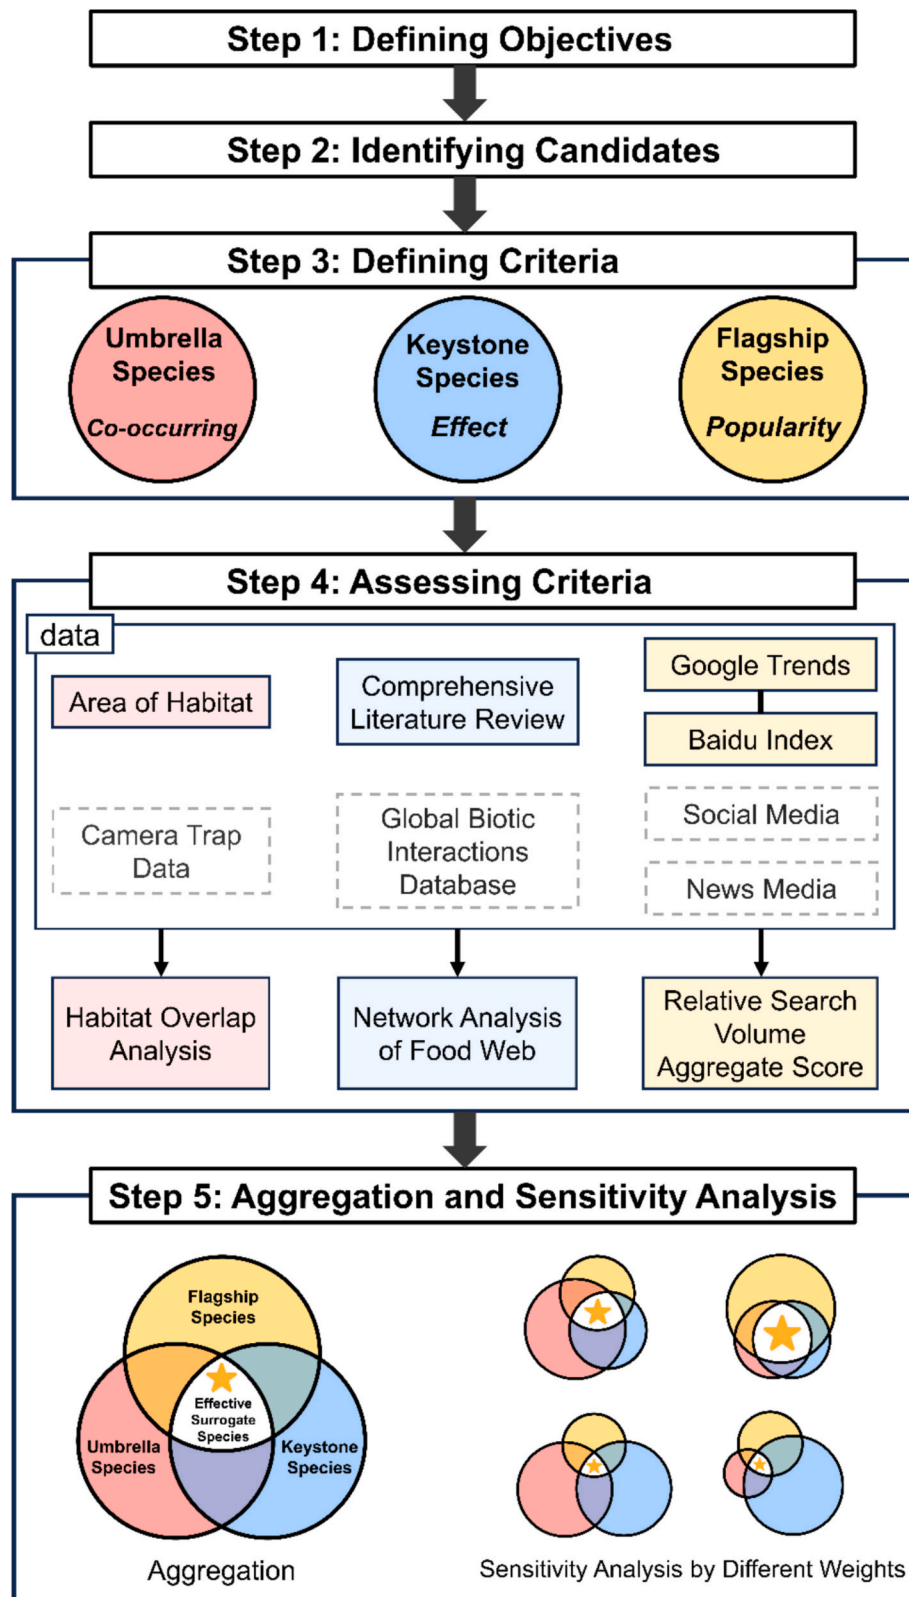 Step 1: Defining Objectives
Step 2: Identifying Candidates
Step 3: Defining Criteria
Umbrella
Species
Co-occurring
Keystone
Species
Effect
Flagship
Species
Popularity
Step 4: Assessing Criteria
data
Area of Habitat
Comprehensive
Literature Review
Google Trends
Baidu Index
Camera Trap
Data
Global Biotic
Interactions
Database
Social Media
News Media
Habitat Overlap
Analysis
Network Analysis
of Food Web
Relative Search
Volume
Aggregate Score
Step 5: Aggregation and Sensitivity Analysis
Flagship
Species
Effective
Surrogate
Species
Umbrella
Species
Keystone
Species
Aggregation
Sensitivity Analysis by Different Weights